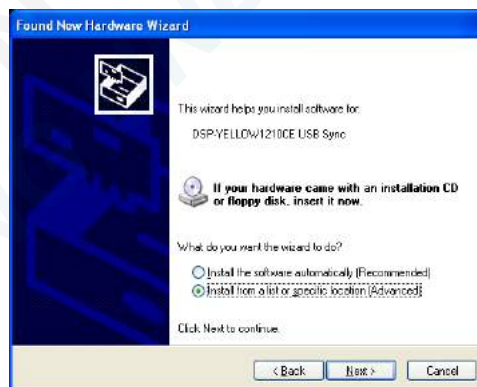 Found New Hardware Wizard
This wizard helps you install software for:
DSP-YELLOW1210CE USB Sync
If your hardware came with an installation CD
or floppy disk, insert it now.
What do you want the wizard to do?
Install the software automatically (Recommended)
Install from a list or specific location (Advanced)
Click Next to continue.
< Back
Next >
Cancel